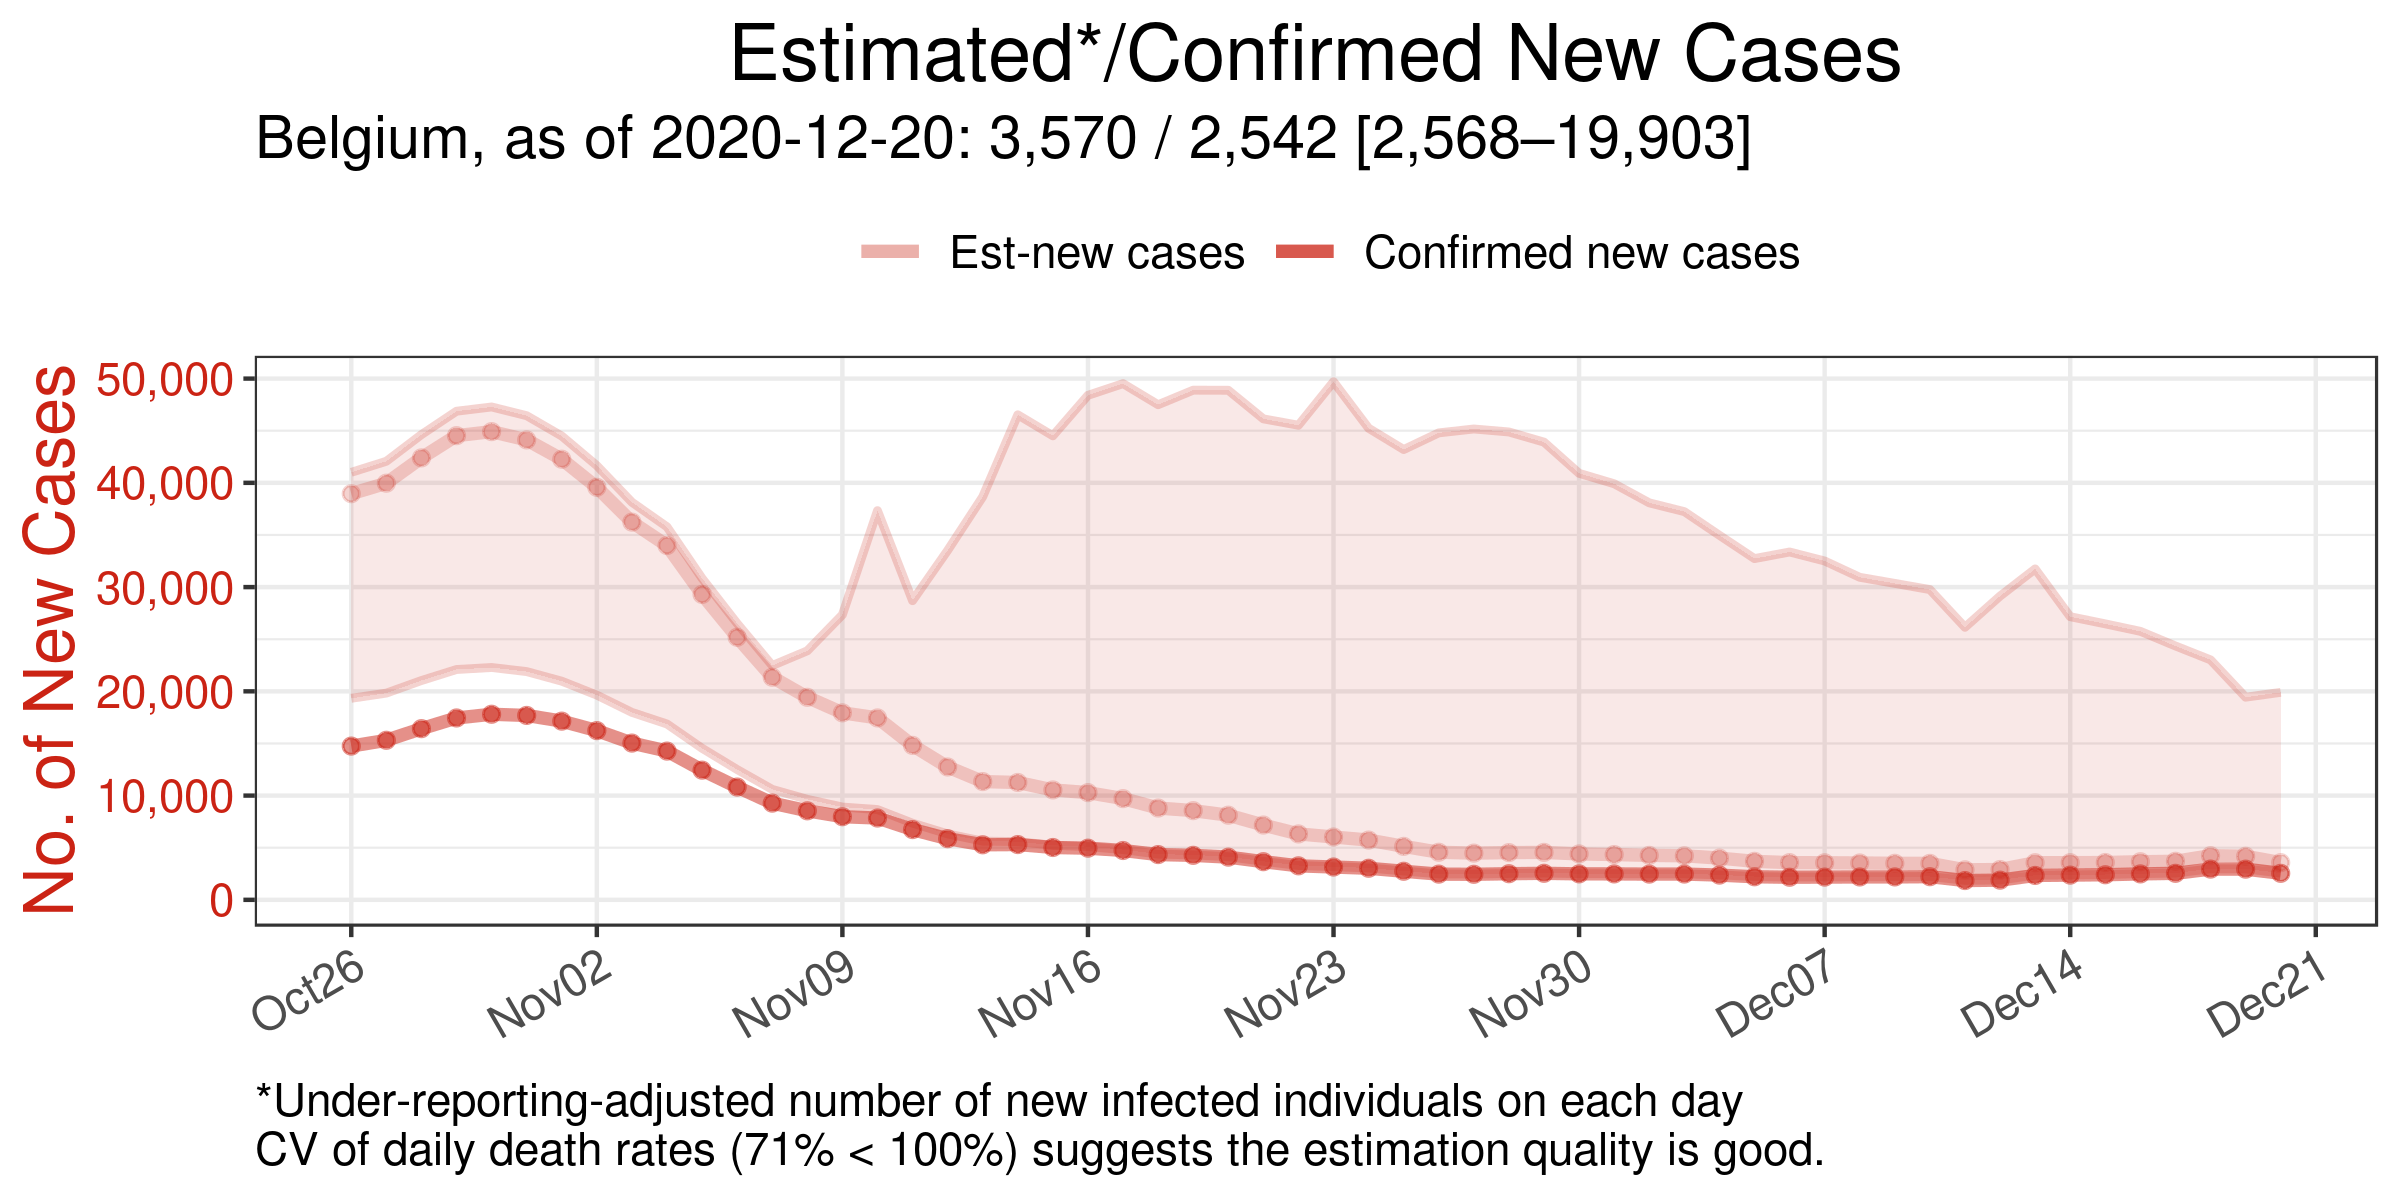 Estimated*/Confirmed New Cases
Belgium, as of 2020-12-20: 3,570 / 2,542 [2,568–19,903]
Est-new cases Confirmed new cases
No. of New Cases
50,000
40,000
30,000
20,000
10,000
0
Oct26 Nov02 Nov09 Nov16 Nov23 Nov30 Dec07 Dec14 Dec21
*Under-reporting-adjusted number of new infected individuals on each day
CV of daily death rates (71% < 100%) suggests the estimation quality is good.